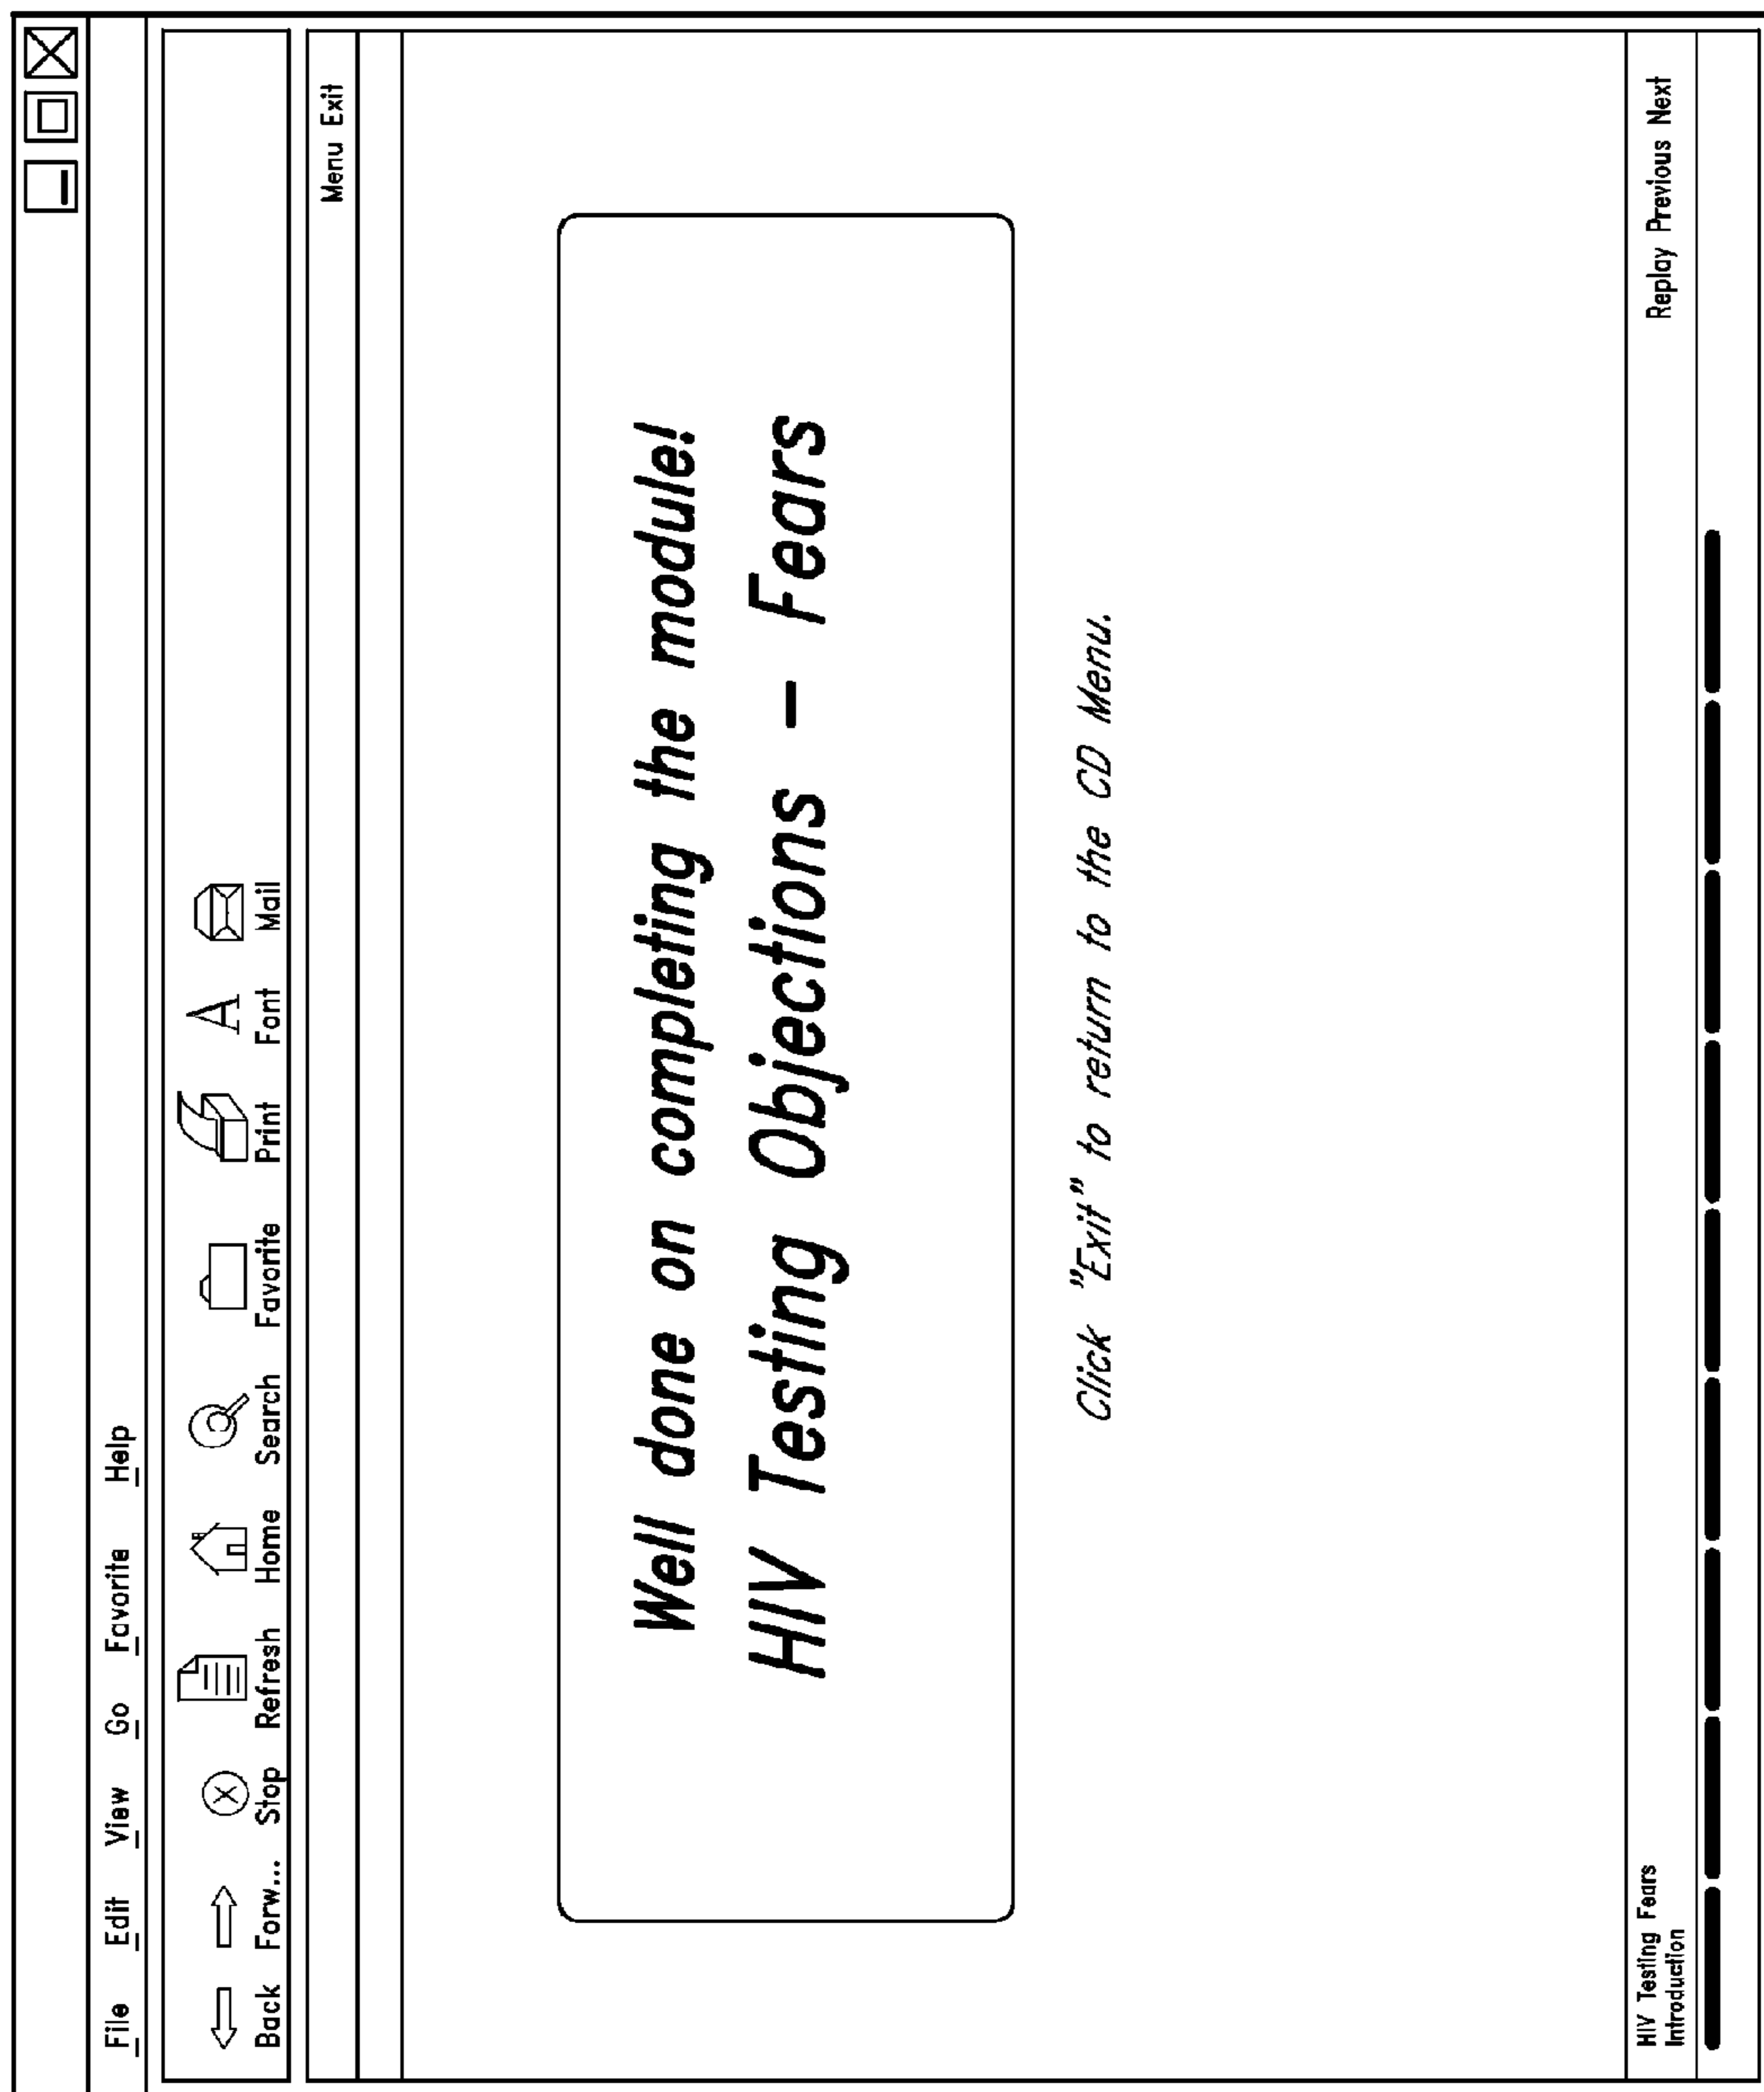 File Edit View Go Favorite Help
Back Forw... Stop Refresh Home Search Favorite Print Font Mail
Menu Exit
Well done on completing the module!
HIV Testing Objections – Fears
Click "Exit" to return to the CD Menu.
HIV Testing Fears
Introduction
Replay Previous Next